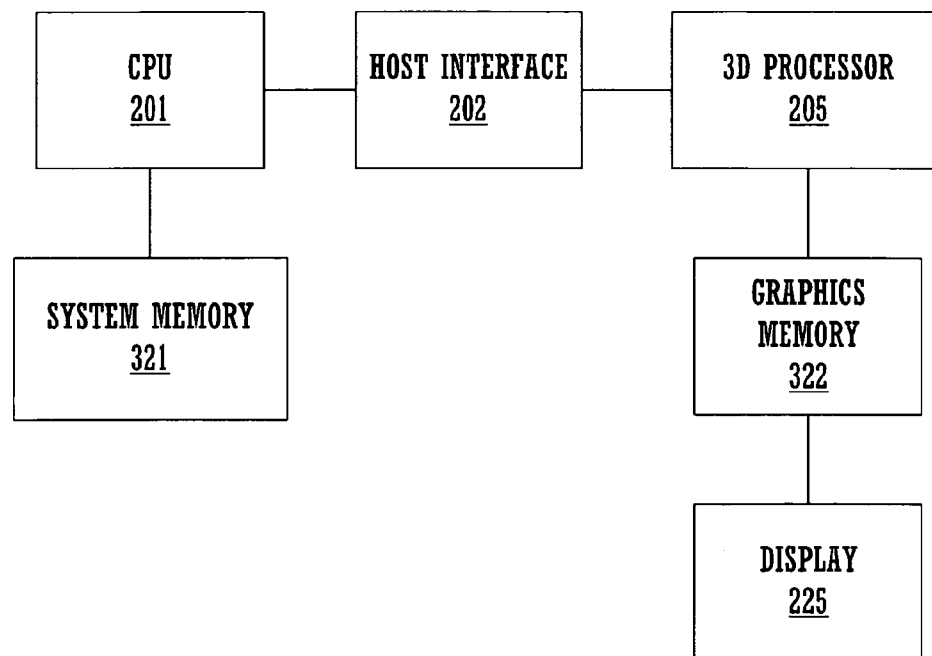 CPU
201
HOST INTERFACE
202
3D PROCESSOR
205
SYSTEM MEMORY
321
GRAPHICS
MEMORY
322
DISPLAY
225